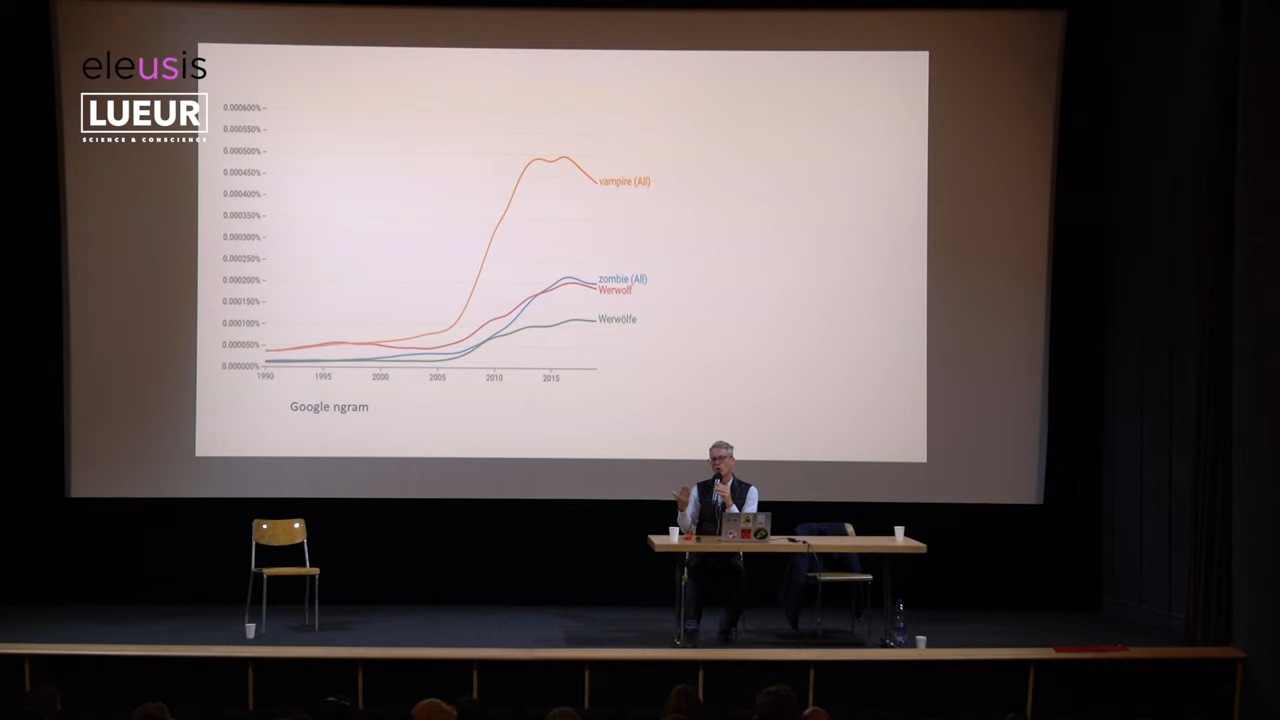 eleusis
LUEUR
SCIENCE & CONSCIENCE
0.000600%
0.000550%
0.000500%
0.000450%
0.000400%
0.000350%
0.000300%
0.000250%
0.000200%
0.000150%
0.000100%
0.000050%
0.000000%
vampire (All)
zombie (All)
Werwolf
Werwölfe
1990 1995 2000 2005 2010 2015
Google ngram